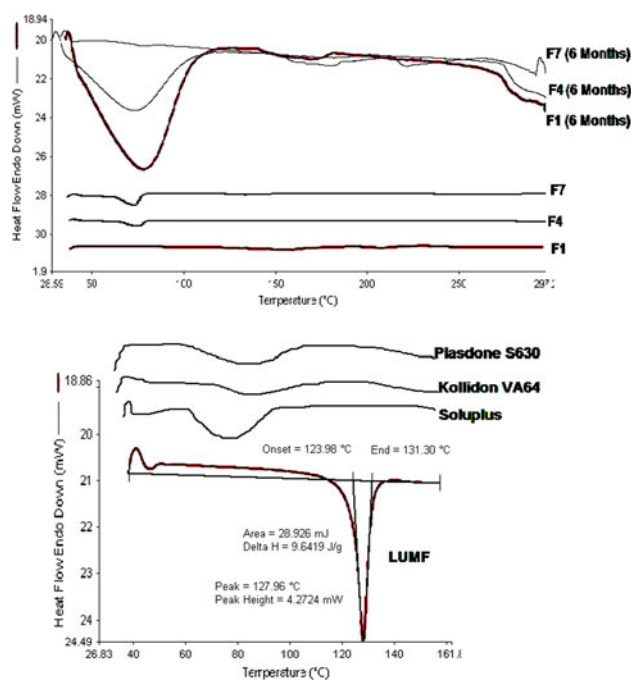 18.94
20
22
24
26
28
30
1.9
Heat Flow Endo Down (mW)
F7 (6 Months)
F4 (6 Months)
F1 (6 Months)
F7
F4
F1
50
100
150
200
250
Temperature (°C)
Plasdone S630
Kollidon VA64
Soluplus
18.86
20
21
22
23
24
24.49
Heat Flow Endo Down (mW)
Onset = 123.98 °C
End = 131.30 °C
Area = 28.926 mJ
Delta H = 9.6419 J/g
LUMF
Peak = 127.96 °C
Peak Height = 4.2724 mW
26.83
40
60
80
100
120
140
Temperature (°C)